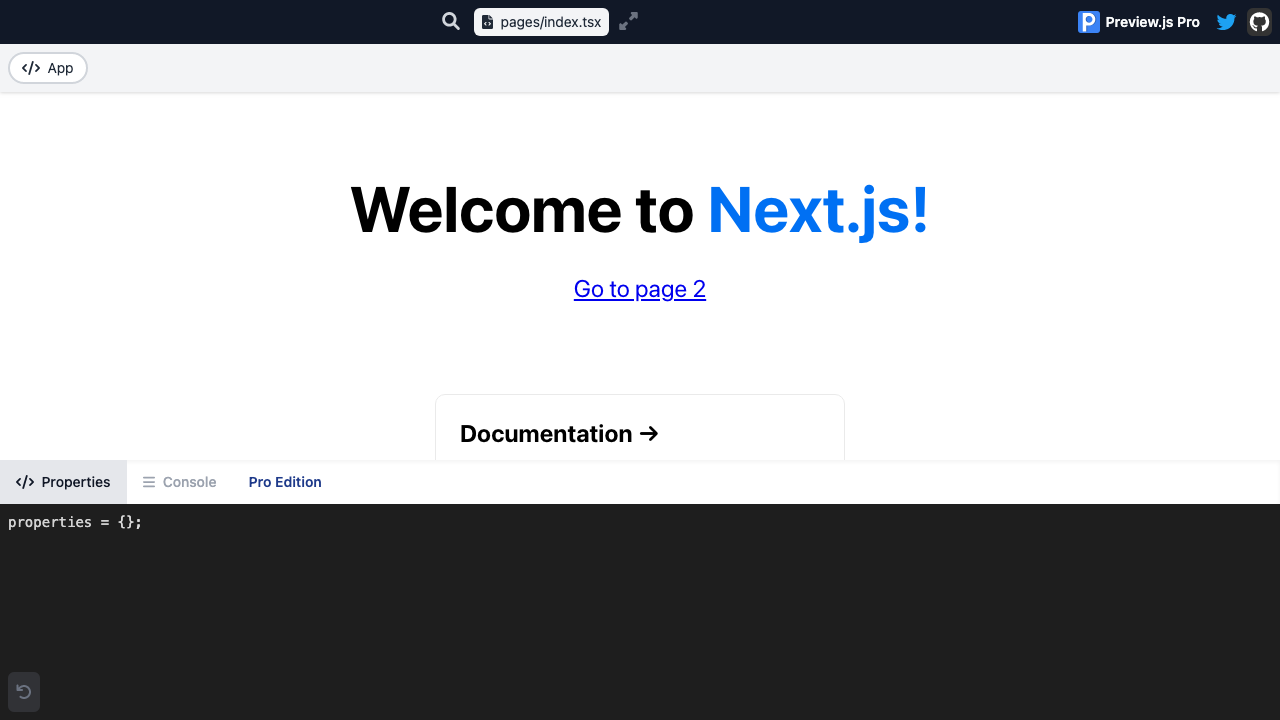 pages/index.tsx
Preview.js Pro
App
Welcome to Next.js!
Go to page 2
Documentation →
Properties
Console
Pro Edition
properties = {};